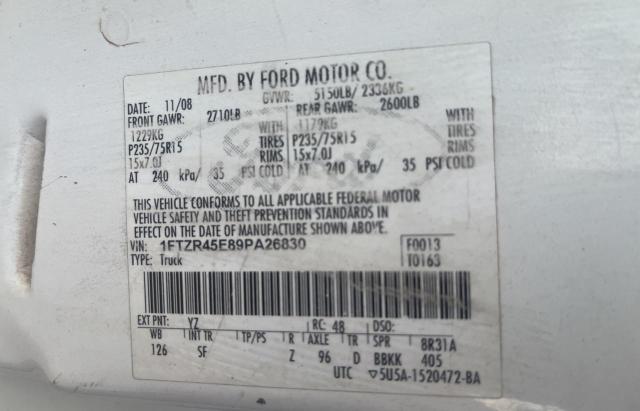 MFD. BY FORD MOTOR CO.
DATE: 11/08 GVWR: 5150LB/ 2336KG
FRONT GAWR: 2710LB REAR GAWR: 2600LB
1229KG WITH 1179KG WITH
P235/75R15 TIRES P235/75R15 TIRES
15x7.0J RIMS 15x7.0J RIMS
AT 240 kPa/ 35 PSI COLD AT 240 kPa/ 35 PSI COLD
THIS VEHICLE CONFORMS TO ALL APPLICABLE FEDERAL MOTOR
VEHICLE SAFETY AND THEFT PREVENTION STANDARDS IN
EFFECT ON THE DATE OF MANUFACTURE SHOWN ABOVE.
VIN: 1FTZR45E89PA26830 F0013
TYPE: Truck T0163
EXT PNT: YZ RC: 48 DSO:
WB INT TR TP/PS R AXLE TR SPR 8R31A
126 SF Z 96 D BBKK 405
UTC ▽5U5A-1520472-BA